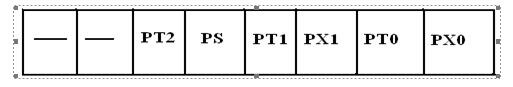 — — PT2 PS PT1 PX1 PT0 PX0